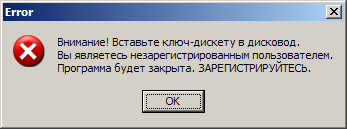 Error
Внимание! Вставьте ключ-дискету в дисковод.
Вы являетесь незарегистрированным пользователем.
Программа будет закрыта. ЗАРЕГИСТРИРУЙТЕСЬ.
OK